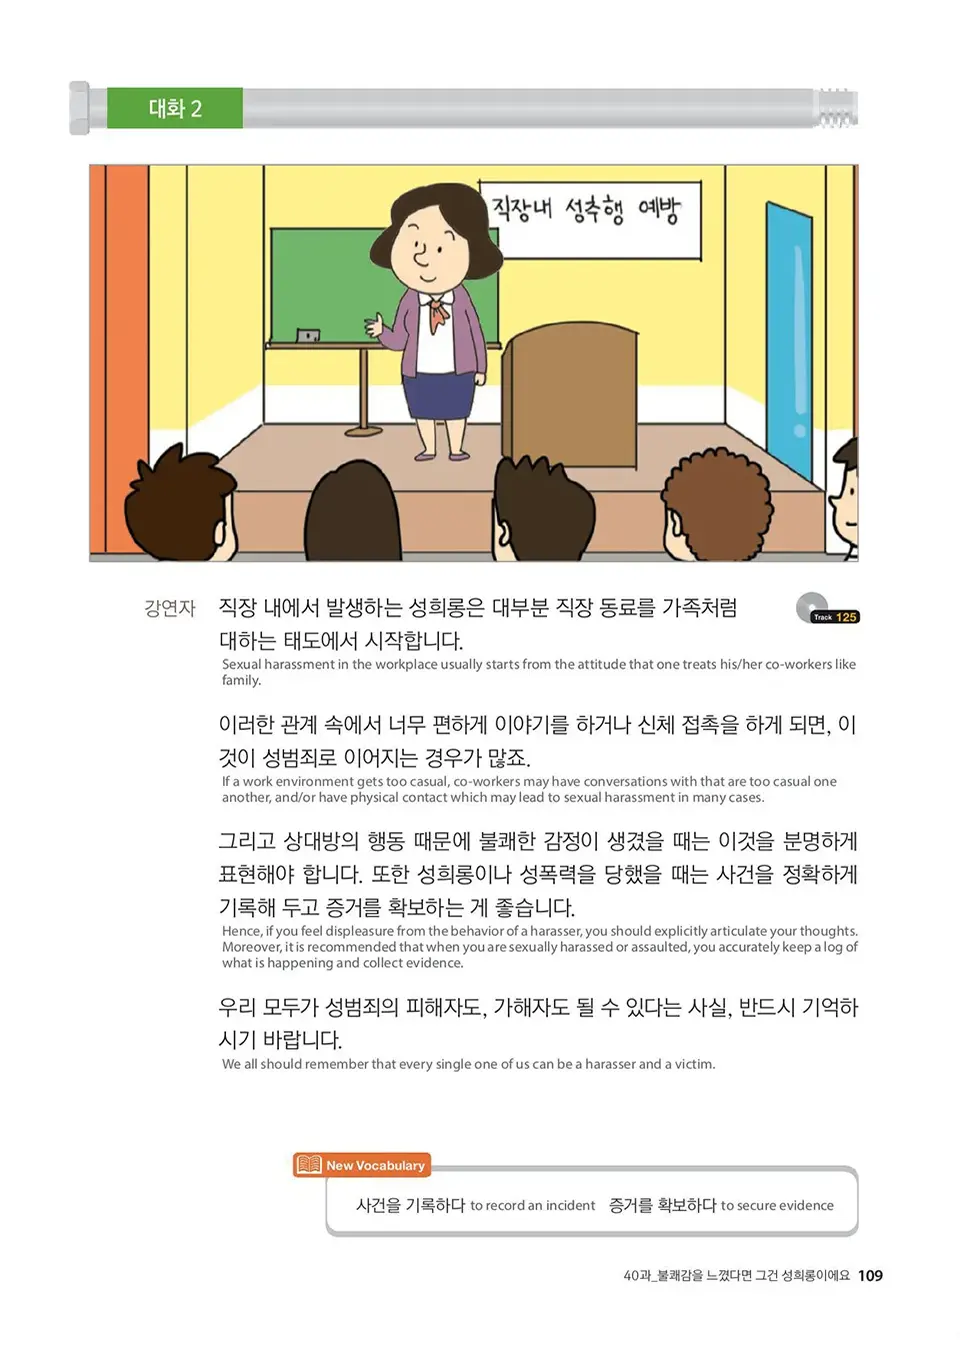 대화 2
직장내 성추행 예방
강연자 직장 내에서 발생하는 성희롱은 대부분 직장 동료를 가족처럼
대하는 태도에서 시작합니다.
Track 125
Sexual harassment in the workplace usually starts from the attitude that one treats his/her co-workers like
family.
이러한 관계 속에서 너무 편하게 이야기를 하거나 신체 접촉을 하게 되면, 이
것이 성범죄로 이어지는 경우가 많죠.
If a work environment gets too casual, co-workers may have conversations with that are too casual one
another, and/or have physical contact which may lead to sexual harassment in many cases.
그리고 상대방의 행동 때문에 불쾌한 감정이 생겼을 때는 이것을 분명하게
표현해야 합니다. 또한 성희롱이나 성폭력을 당했을 때는 사건을 정확하게
기록해 두고 증거를 확보하는 게 좋습니다.
Hence, if you feel displeasure from the behavior of a harasser, you should explicitly articulate your thoughts.
Moreover, it is recommended that when you are sexually harassed or assaulted, you accurately keep a log of
what is happening and collect evidence.
우리 모두가 성범죄의 피해자도, 가해자도 될 수 있다는 사실, 반드시 기억하
시기 바랍니다.
We all should remember that every single one of us can be a harasser and a victim.
New Vocabulary
사건을 기록하다 to record an incident 증거를 확보하다 to secure evidence
40과_불쾌감을 느꼈다면 그건 성희롱이에요 109